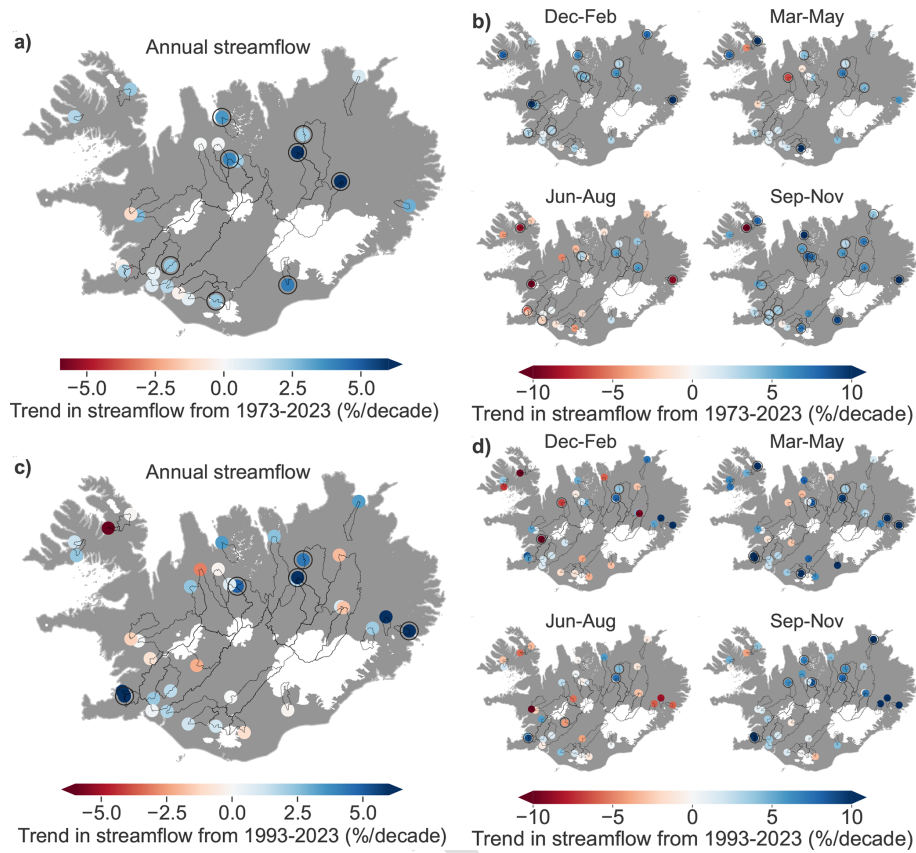 a)
Annual streamflow
−5.0 −2.5 0.0 2.5 5.0
Trend in streamflow from 1973-2023 (%/decade)
b)
Dec-Feb Mar-May
Jun-Aug Sep-Nov
−10 −5 0 5 10
Trend in streamflow from 1973-2023 (%/decade)
c)
Annual streamflow
−5.0 −2.5 0.0 2.5 5.0
Trend in streamflow from 1993-2023 (%/decade)
d)
Dec-Feb Mar-May
Jun-Aug Sep-Nov
−10 −5 0 5 10
Trend in streamflow from 1993-2023 (%/decade)